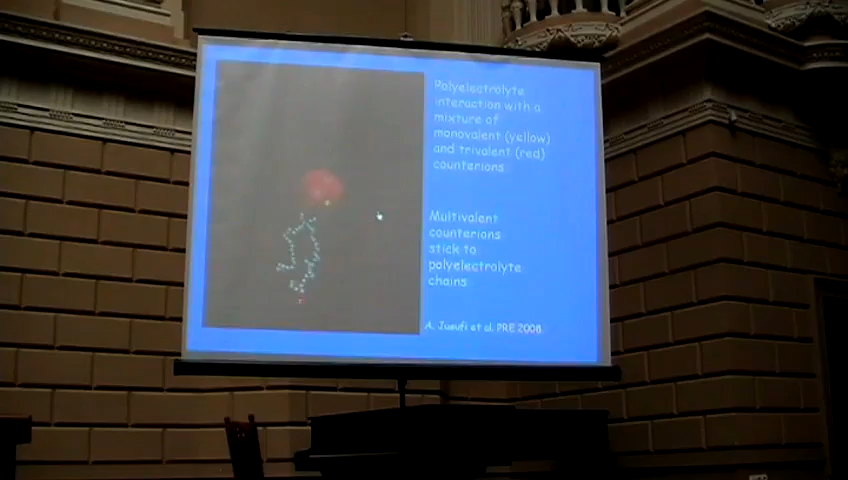 Polyelectrolyte
interaction with a
mixture of
monovalent (yellow)
and trivalent (red)
counterions.
Multivalent
counterions
stick to
polyelectrolyte
chains
A. Jusufi et al. PRE 2008